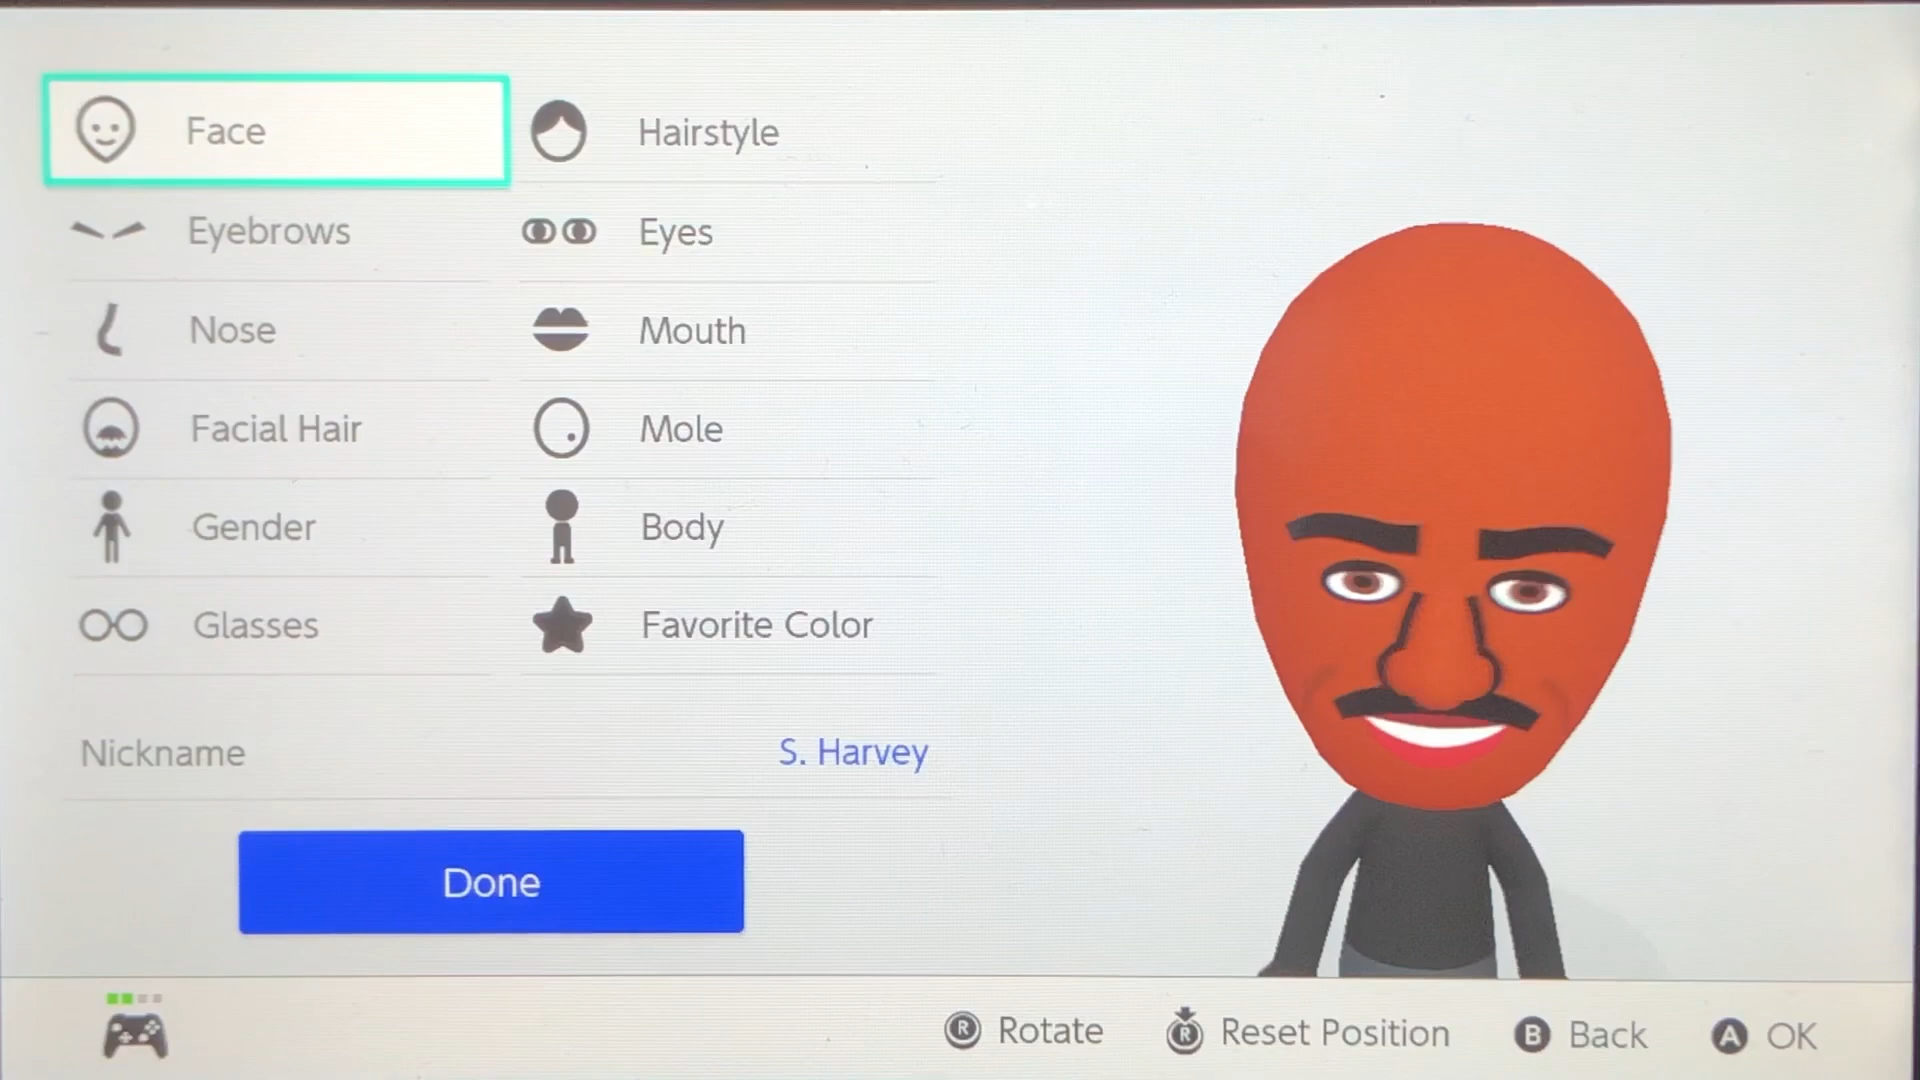 Face
Hairstyle
Eyebrows
Eyes
Nose
Mouth
Facial Hair
Mole
Gender
Body
Glasses
Favorite Color
Nickname
S. Harvey
Done
R Rotate
R Reset Position
B Back
A OK